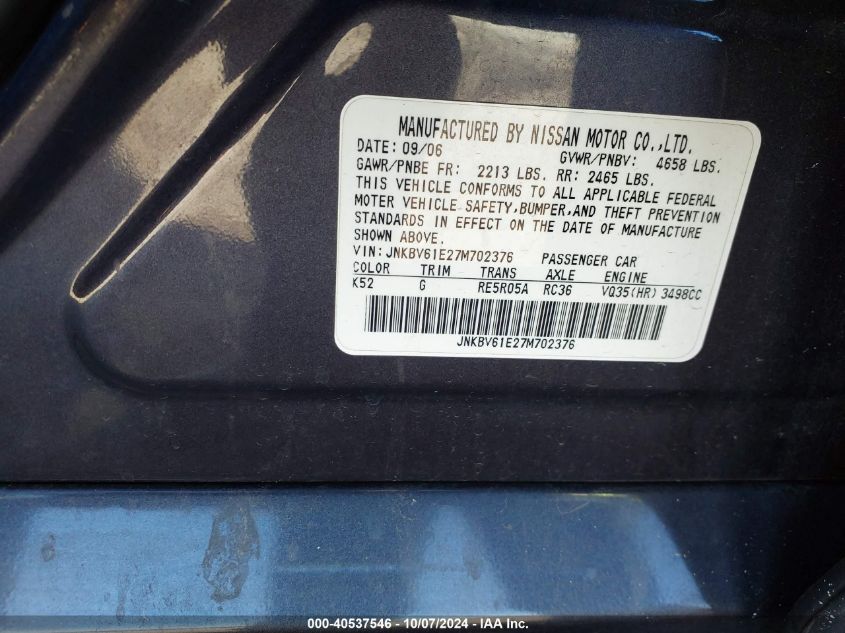 MANUFACTURED BY NISSAN MOTOR CO.,LTD.
DATE: 09/06 GVWR/PNBV: 4658 LBS.
GAWR/PNBE FR: 2213 LBS. RR: 2465 LBS.
THIS VEHICLE CONFORMS TO ALL APPLICABLE FEDERAL
MOTOR VEHICLE SAFETY,BUMPER,AND THEFT PREVENTION
STANDARDS IN EFFECT ON THE DATE OF MANUFACTURE
SHOWN ABOVE.
VIN:JNKBV61E27M702376 PASSENGER CAR
COLOR TRIM TRANS AXLE ENGINE
K52 G RE5R05A RC36 VQ35(HR) 3498CC
JNKBV61E27M702376
000-40537546 - 10/07/2024 - IAA Inc.